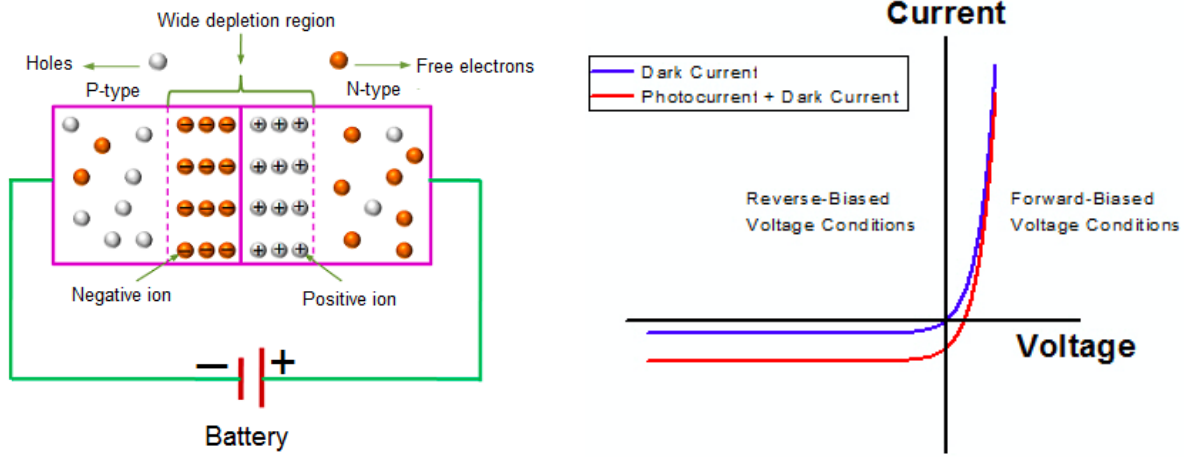 Wide depletion region
Holes
Free electrons
P-type
N-type
Negative ion
Positive ion
− +
Battery
Current
Dark Current
Photocurrent + Dark Current
Reverse-Biased
Voltage Conditions
Forward-Biased
Voltage Conditions
Voltage